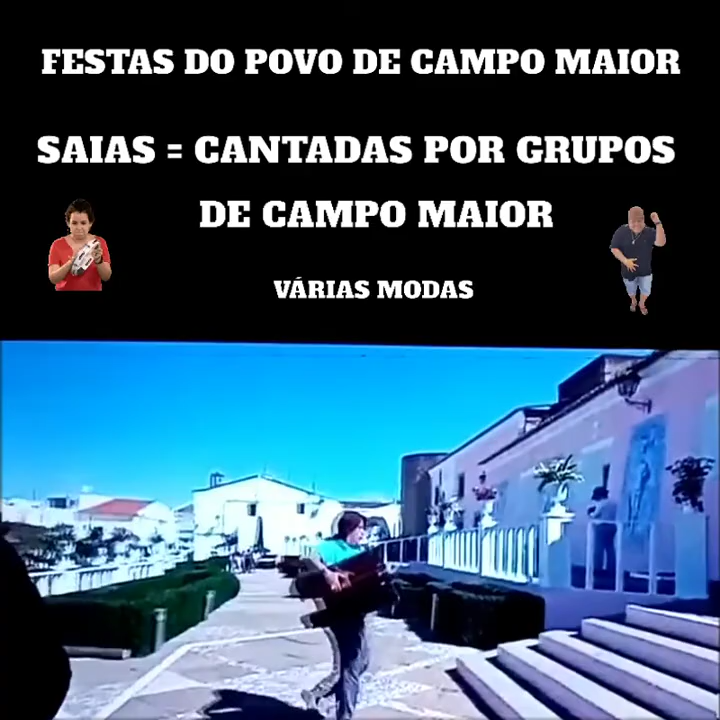 FESTAS DO POVO DE CAMPO MAIOR
SAIAS = CANTADAS POR GRUPOS
DE CAMPO MAIOR
VÁRIAS MODAS